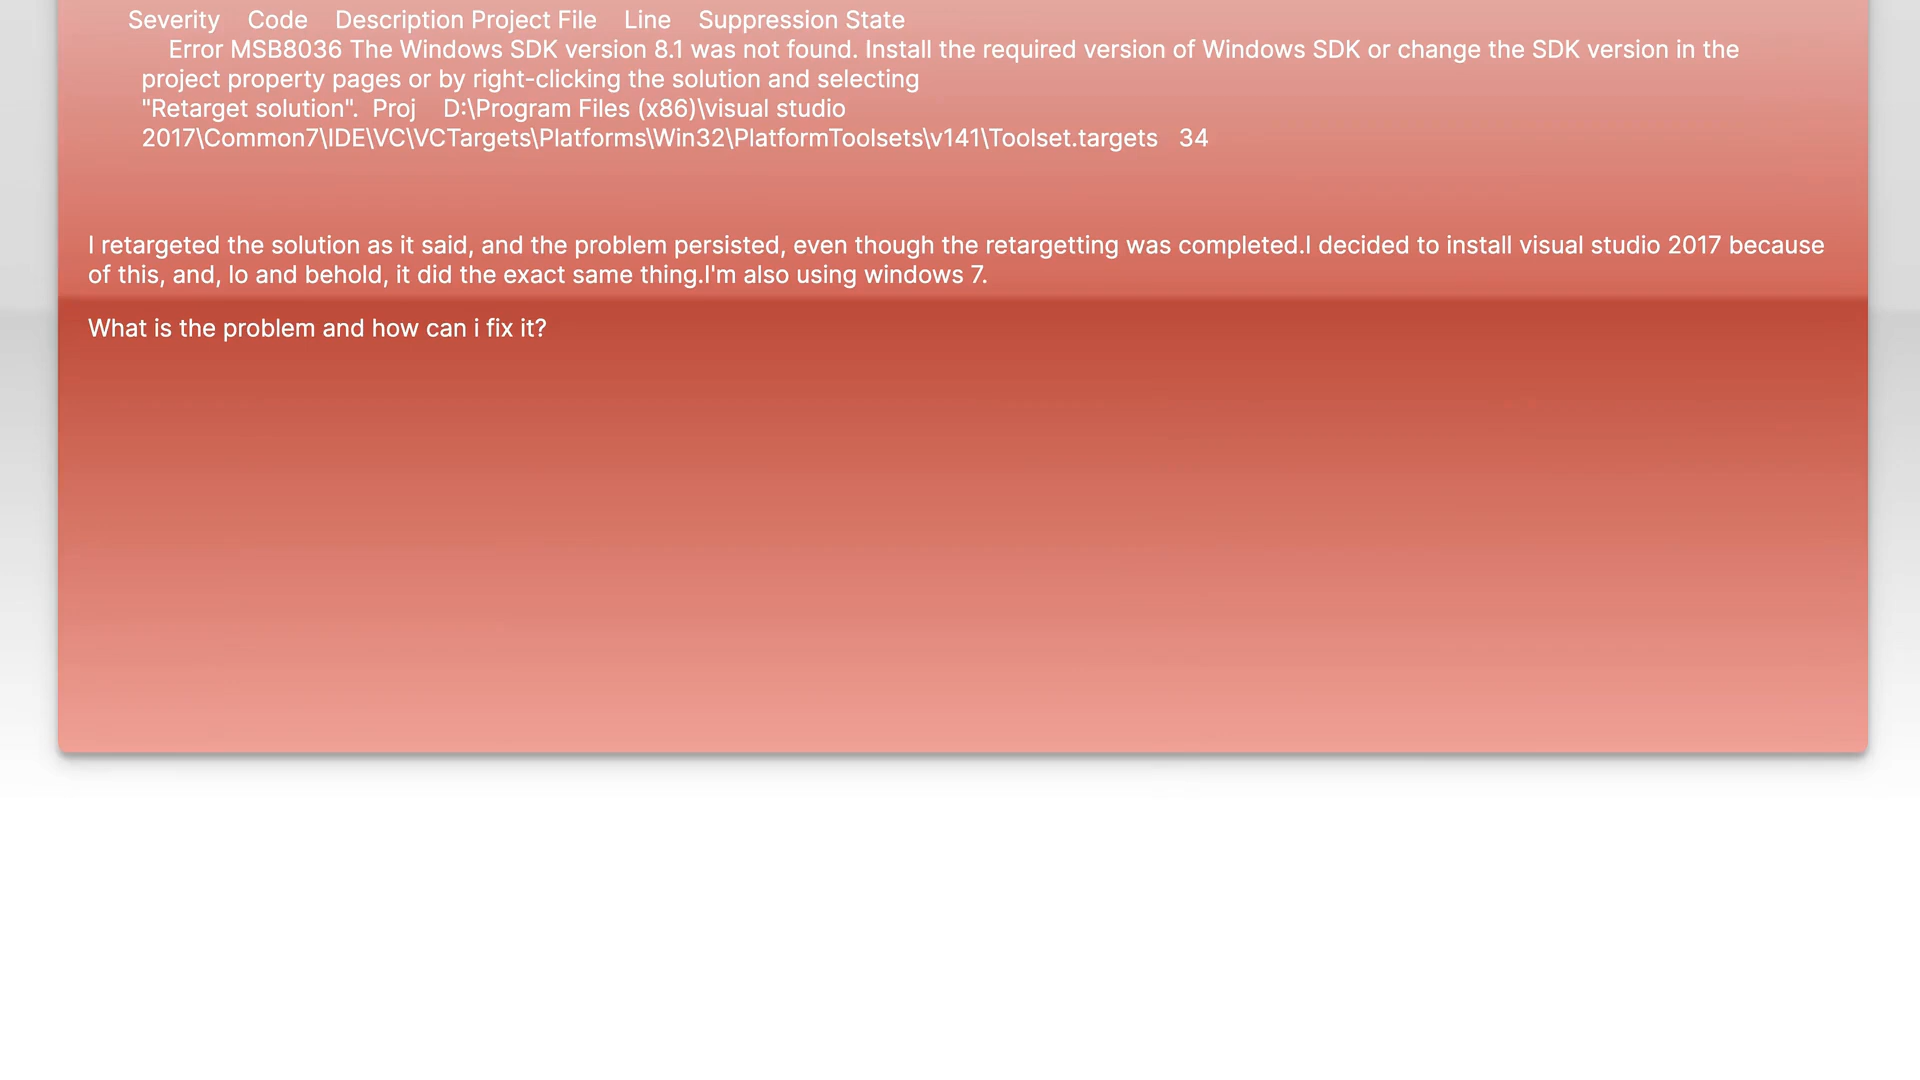 Severity    Code    Description Project File    Line    Suppression State
Error MSB8036 The Windows SDK version 8.1 was not found. Install the required version of Windows SDK or change the SDK version in the
project property pages or by right-clicking the solution and selecting
"Retarget solution".  Proj    D:\Program Files (x86)\visual studio
2017\Common7\IDE\VC\VCTargets\Platforms\Win32\PlatformToolsets\v141\Toolset.targets   34
I retargeted the solution as it said, and the problem persisted, even though the retargetting was completed.I decided to install visual studio 2017 because
of this, and, lo and behold, it did the exact same thing.I'm also using windows 7.
What is the problem and how can i fix it?